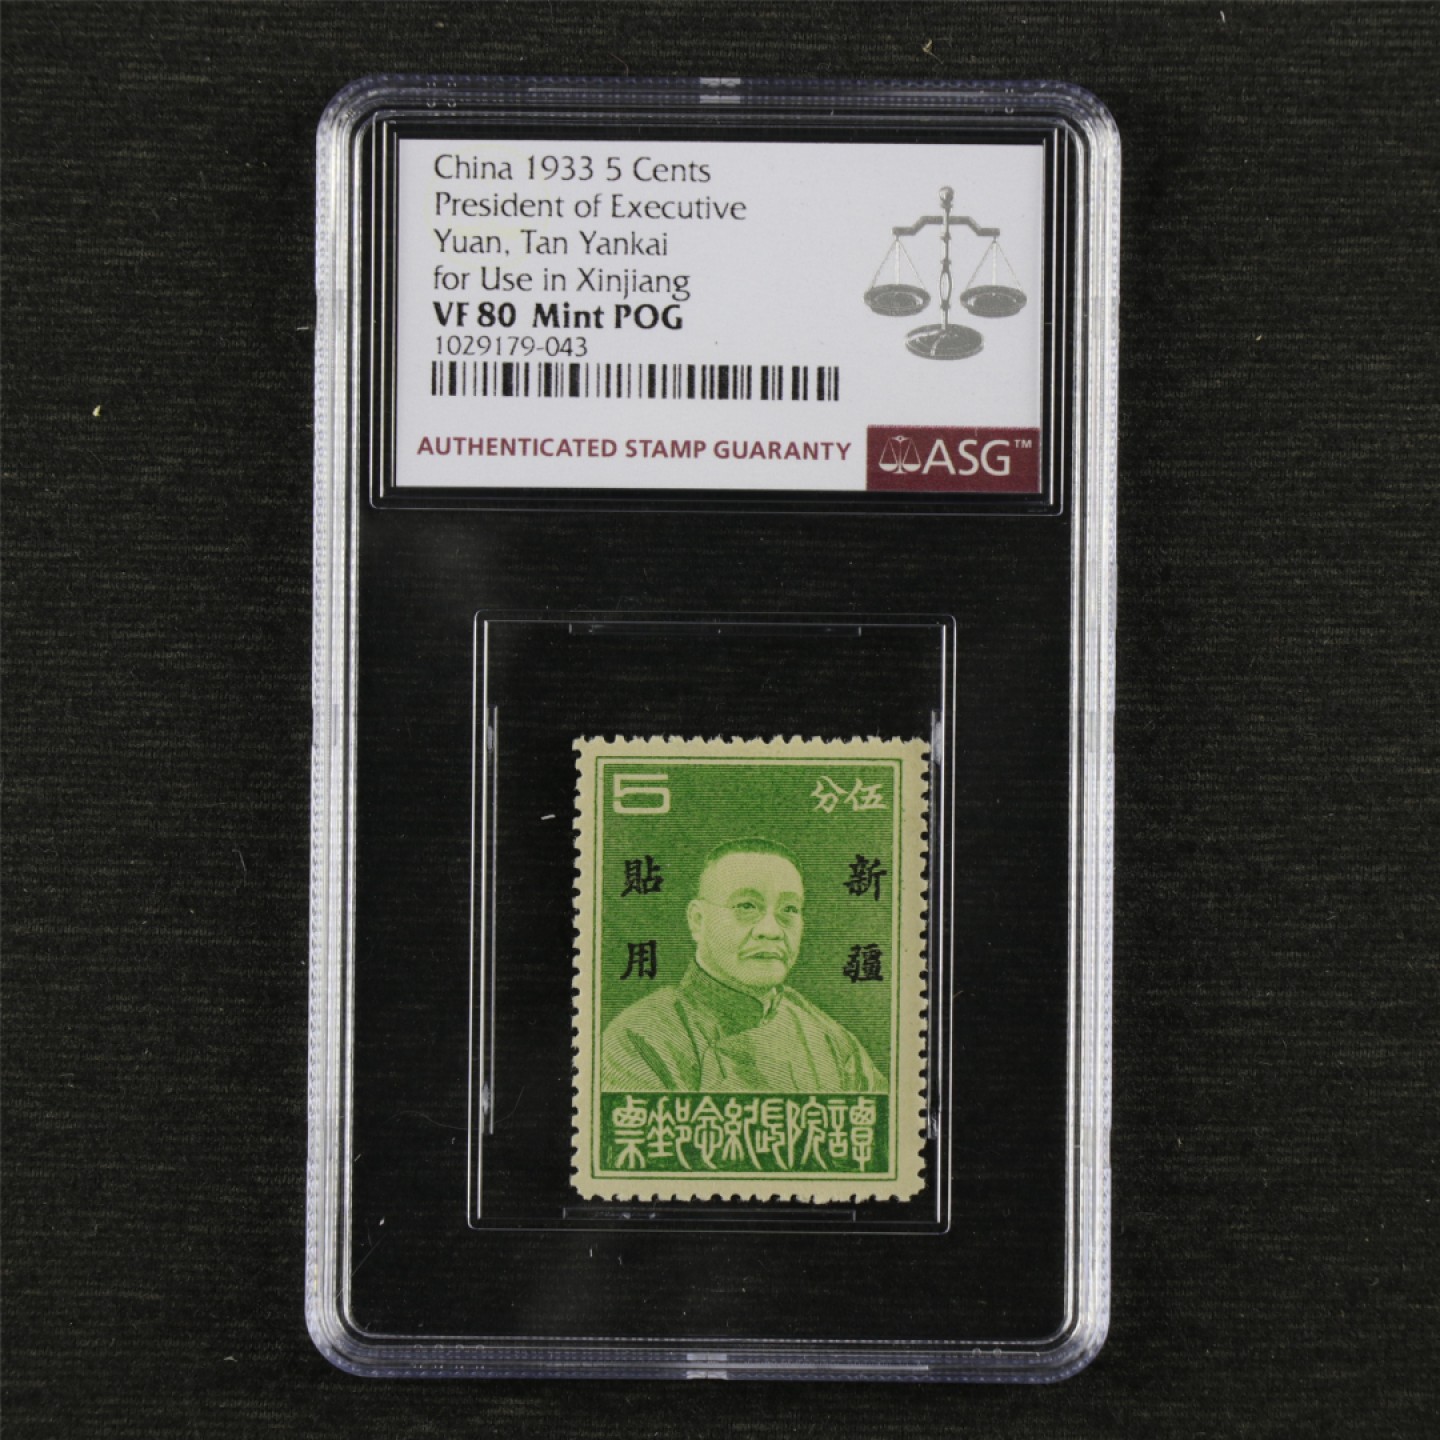 China 1933 5 Cents
President of Executive
Yuan, Tan Yankai
for Use in Xinjiang
VF 80 Mint POG
1029179-043
AUTHENTICATED STAMP GUARANTY
ASG™
5
分伍
貼 新
用 疆
票郵念紀長院譚